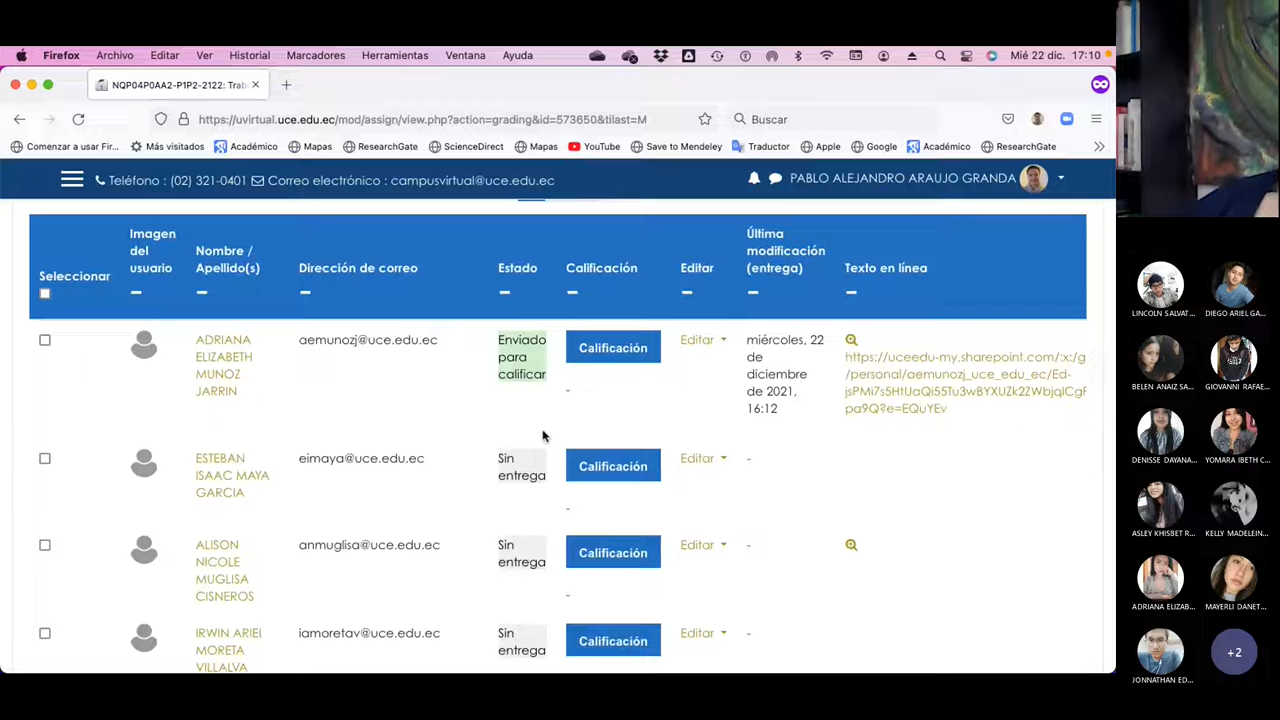 Firefox Archivo Editar Ver Historial Marcadores Herramientas Ventana Ayuda Mié 22 dic. 17:10
NQP04P0AA2-P1P2-2122: Trab
https://uvirtual.uce.edu.ec/mod/assign/view.php?action=grading&id=573650&tilast=M Buscar
Comenzar a usar Fir... Más visitados Académico Mapas ResearchGate ScienceDirect Mapas YouTube Save to Mendeley Traductor Apple Google Académico ResearchGate
Teléfono : (02) 321-0401 Correo electrónico : campusvirtual@uce.edu.ec PABLO ALEJANDRO ARAUJO GRANDA
Seleccionar
Imagen
del
usuario
Nombre /
Apellido(s)
Dirección de correo
Estado
Calificación
Editar
Última
modificación
(entrega)
Texto en línea
ADRIANA
ELIZABETH
MUNOZ
JARRIN
aemunozj@uce.edu.ec
Enviado
para
calificar
Calificación
-
Editar
miércoles, 22
de
diciembre
de 2021,
16:12
https://uceedu-my.sharepoint.com/:x:/g
/personal/aemunozj_uce_edu_ec/Ed-
jsPMi7s5HtUaQi55Tu3wBYXUZk2ZWbjqlCgF
pa9Q?e=EQuYEv
ESTEBAN
ISAAC MAYA
GARCIA
eimaya@uce.edu.ec
Sin
entrega
Calificación
-
Editar
-
ALISON
NICOLE
MUGLISA
CISNEROS
anmuglisa@uce.edu.ec
Sin
entrega
Calificación
-
Editar
-
IRWIN ARIEL
MORETA
VILLALVA
iamoretav@uce.edu.ec
Sin
entrega
Calificación
Editar
-
LINCOLN SALVAT...
DIEGO ARIEL GA...
BELEN ANAIZ SA...
GIOVANNI RAFAE...
DENISSE DAYANA...
YOMARA IBETH C...
ASLEY KHISBET R...
KELLY MADELEIN...
ADRIANA ELIZAB...
MAYERLI DANET...
JONNATHAN ED...
+2